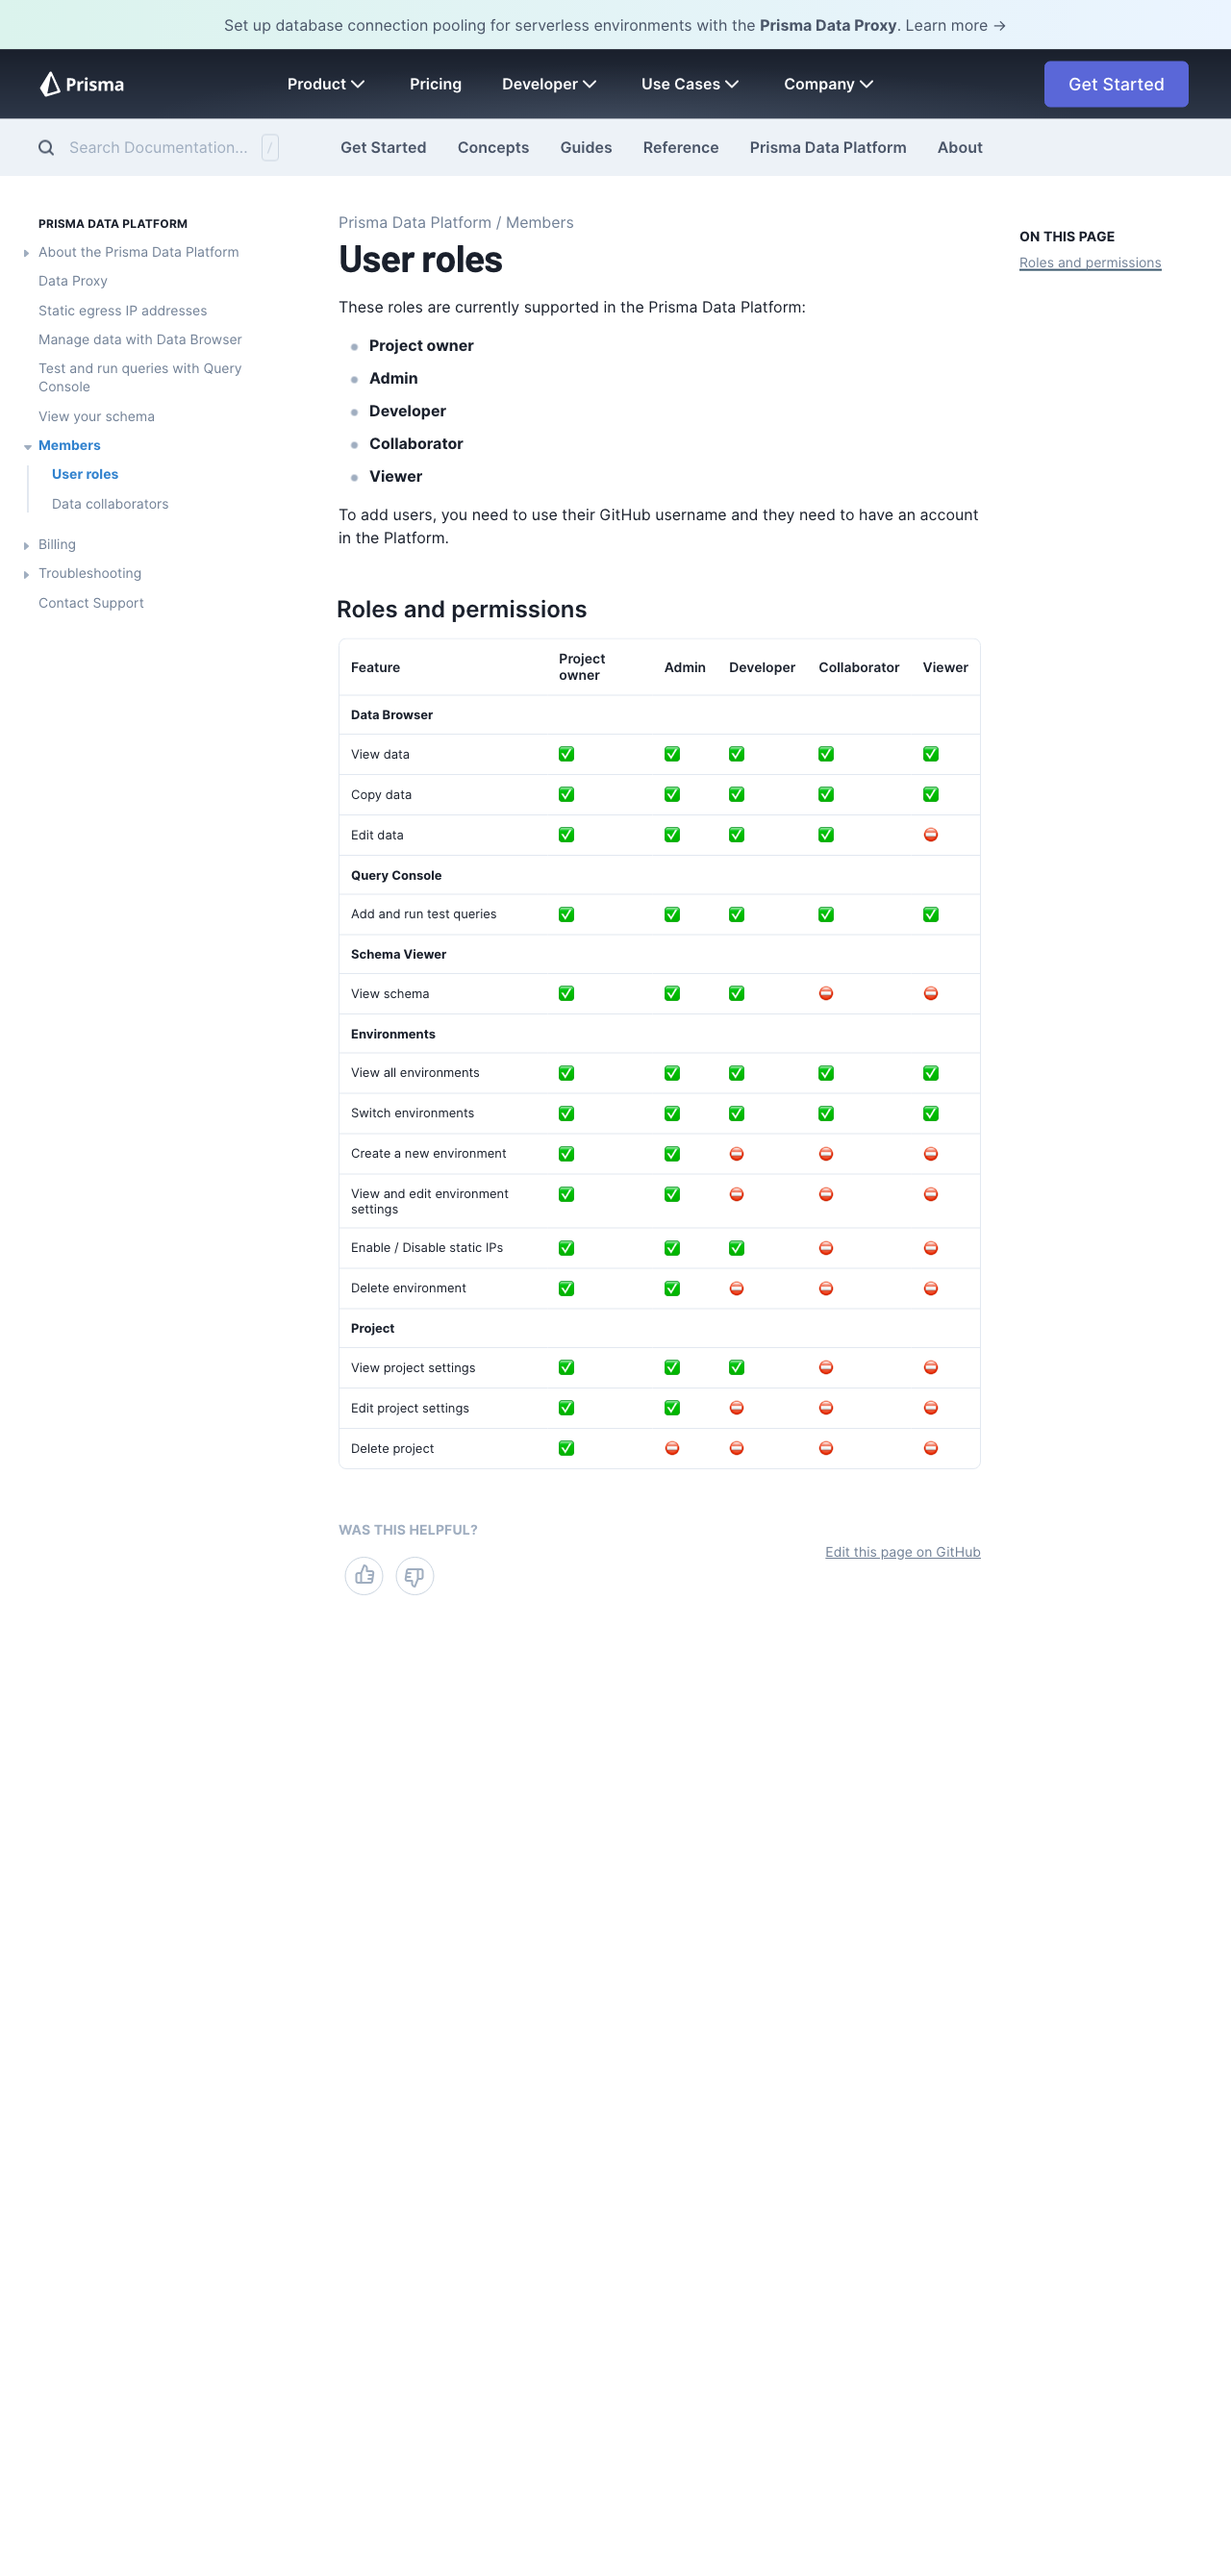 Set up database connection pooling for serverless environments with the Prisma Data Proxy. Learn more →
Prisma
Product
Pricing
Developer
Use Cases
Company
Get Started
Search Documentation...
/
Get Started
Concepts
Guides
Reference
Prisma Data Platform
About
PRISMA DATA PLATFORM
About the Prisma Data Platform
Data Proxy
Static egress IP addresses
Manage data with Data Browser
Test and run queries with Query
Console
View your schema
Members
User roles
Data collaborators
Billing
Troubleshooting
Contact Support
Prisma Data Platform / Members
User roles
These roles are currently supported in the Prisma Data Platform:
Project owner
Admin
Developer
Collaborator
Viewer
To add users, you need to use their GitHub username and they need to have an account
in the Platform.
Roles and permissions
Feature Project owner Admin Developer Collaborator Viewer
Data Browser
View data ✅ ✅ ✅ ✅ ✅
Copy data ✅ ✅ ✅ ✅ ✅
Edit data ✅ ✅ ✅ ✅ ⛔
Query Console
Add and run test queries ✅ ✅ ✅ ✅ ✅
Schema Viewer
View schema ✅ ✅ ✅ ⛔ ⛔
Environments
View all environments ✅ ✅ ✅ ✅ ✅
Switch environments ✅ ✅ ✅ ✅ ✅
Create a new environment ✅ ✅ ⛔ ⛔ ⛔
View and edit environment
settings ✅ ✅ ⛔ ⛔ ⛔
Enable / Disable static IPs ✅ ✅ ✅ ⛔ ⛔
Delete environment ✅ ✅ ⛔ ⛔ ⛔
Project
View project settings ✅ ✅ ✅ ⛔ ⛔
Edit project settings ✅ ✅ ⛔ ⛔ ⛔
Delete project ✅ ⛔ ⛔ ⛔ ⛔
WAS THIS HELPFUL?
Edit this page on GitHub
ON THIS PAGE
Roles and permissions